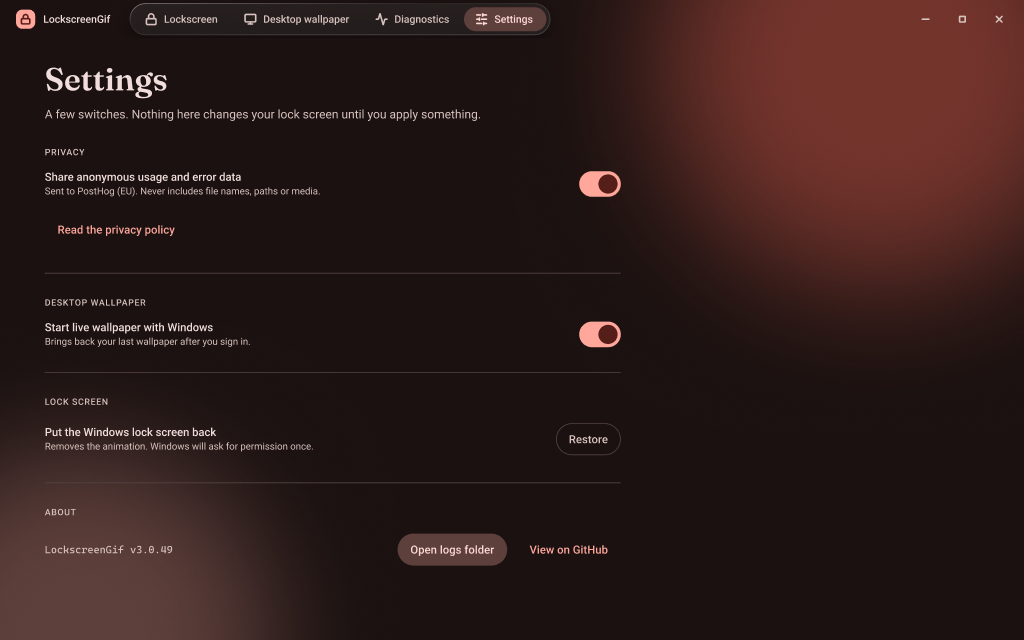 LockscreenGif
Lockscreen
Desktop wallpaper
Diagnostics
Settings
Settings
A few switches. Nothing here changes your lock screen until you apply something.
PRIVACY
Share anonymous usage and error data
Sent to PostHog (EU). Never includes file names, paths or media.
Read the privacy policy
DESKTOP WALLPAPER
Start live wallpaper with Windows
Brings back your last wallpaper after you sign in.
LOCK SCREEN
Put the Windows lock screen back
Removes the animation. Windows will ask for permission once.
Restore
ABOUT
LockscreenGif v3.0.49
Open logs folder
View on GitHub